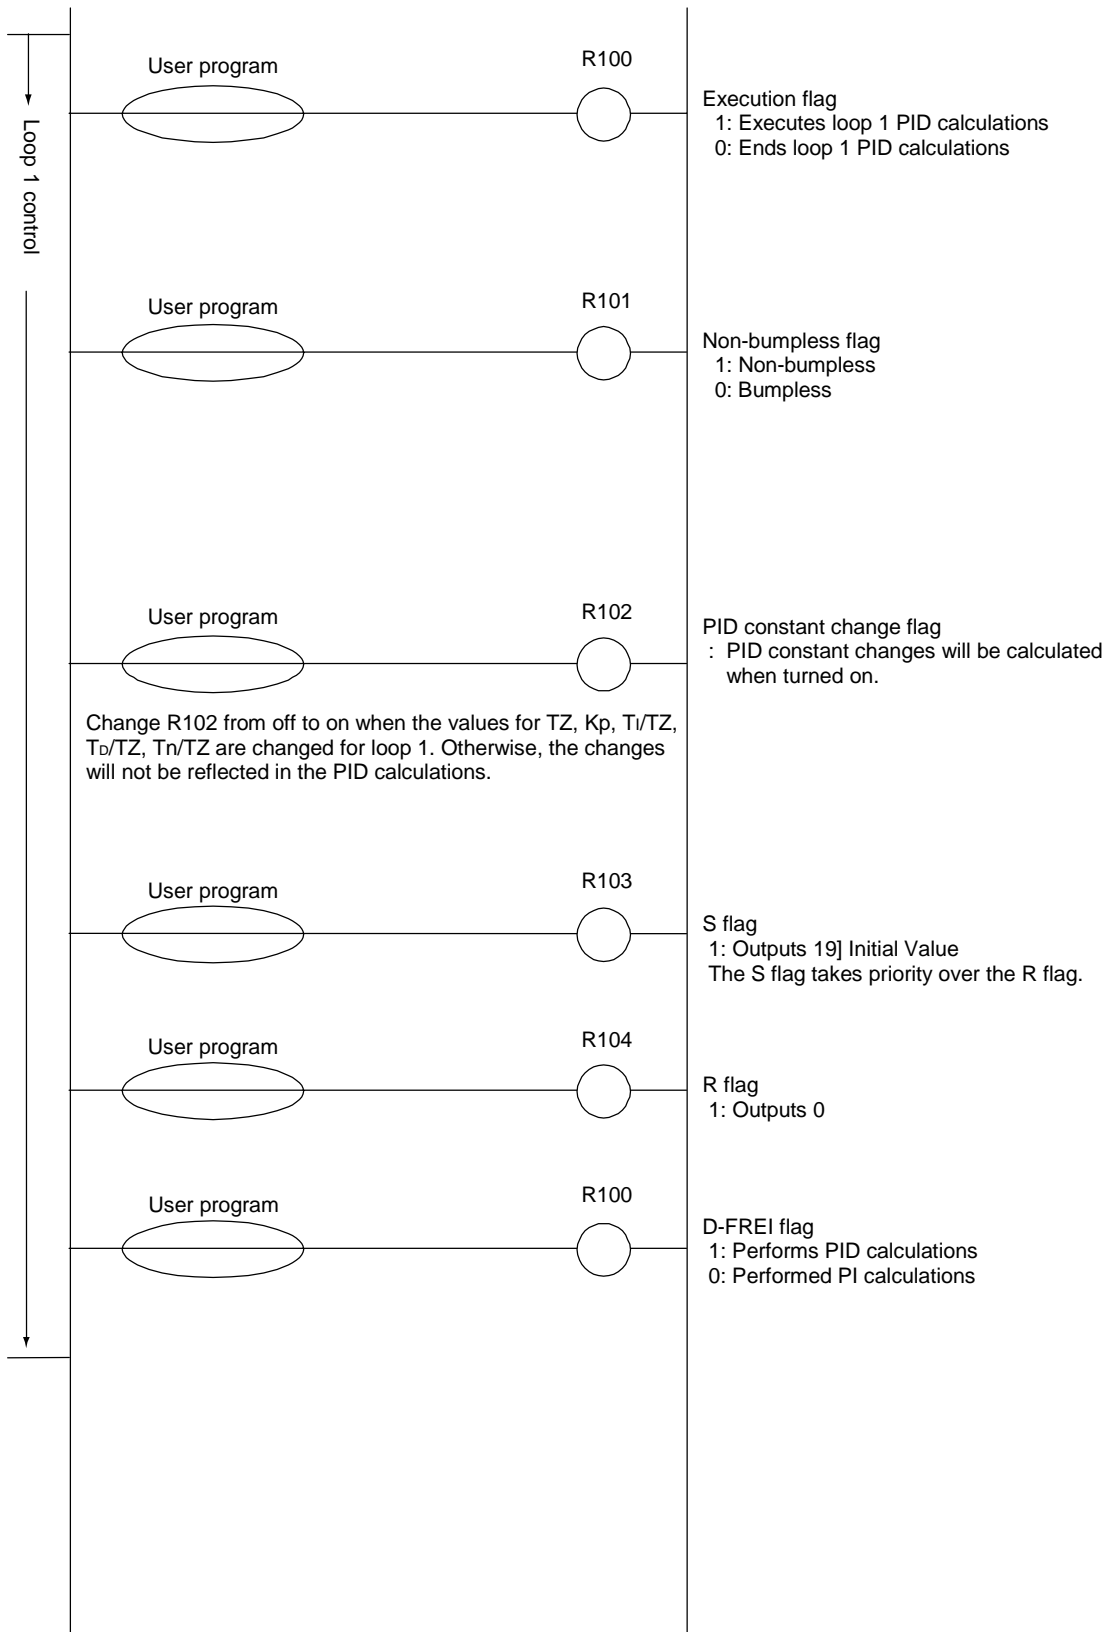 User program
R100
Execution flag
1: Executes loop 1 PID calculations
0: Ends loop 1 PID calculations
Loop 1 control
User program
R101
Non-bumpless flag
1: Non-bumpless
0: Bumpless
User program
R102
PID constant change flag
: PID constant changes will be calculated
when turned on.
Change R102 from off to on when the values for TZ, Kp, TI/TZ,
TD/TZ, Tn/TZ are changed for loop 1. Otherwise, the changes
will not be reflected in the PID calculations.
User program
R103
S flag
1: Outputs 19] Initial Value
The S flag takes priority over the R flag.
User program
R104
R flag
1: Outputs 0
User program
R100
D-FREI flag
1: Performs PID calculations
0: Performed PI calculations